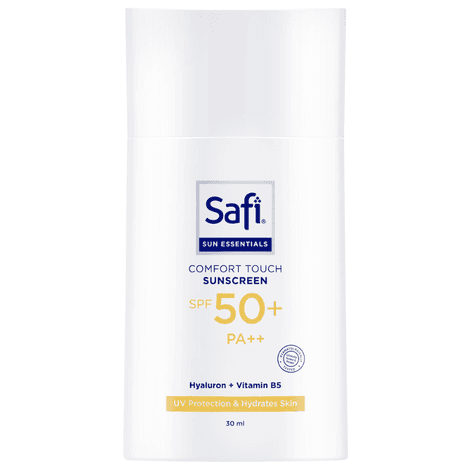 Safi®
SUN ESSENTIALS
COMFORT TOUCH
SUNSCREEN
SPF 50+
PA++
Hyaluron + Vitamin B5
UV Protection & Hydrates Skin
30 ml